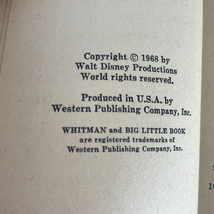 Copyright © 1968 by
Walt Disney Productions
World rights reserved.
Produced in U.S.A. by
Western Publishing Company, Inc.
WHITMAN and BIG LITTLE BOOK
are registered trademarks of
Western Publishing Company, Inc.